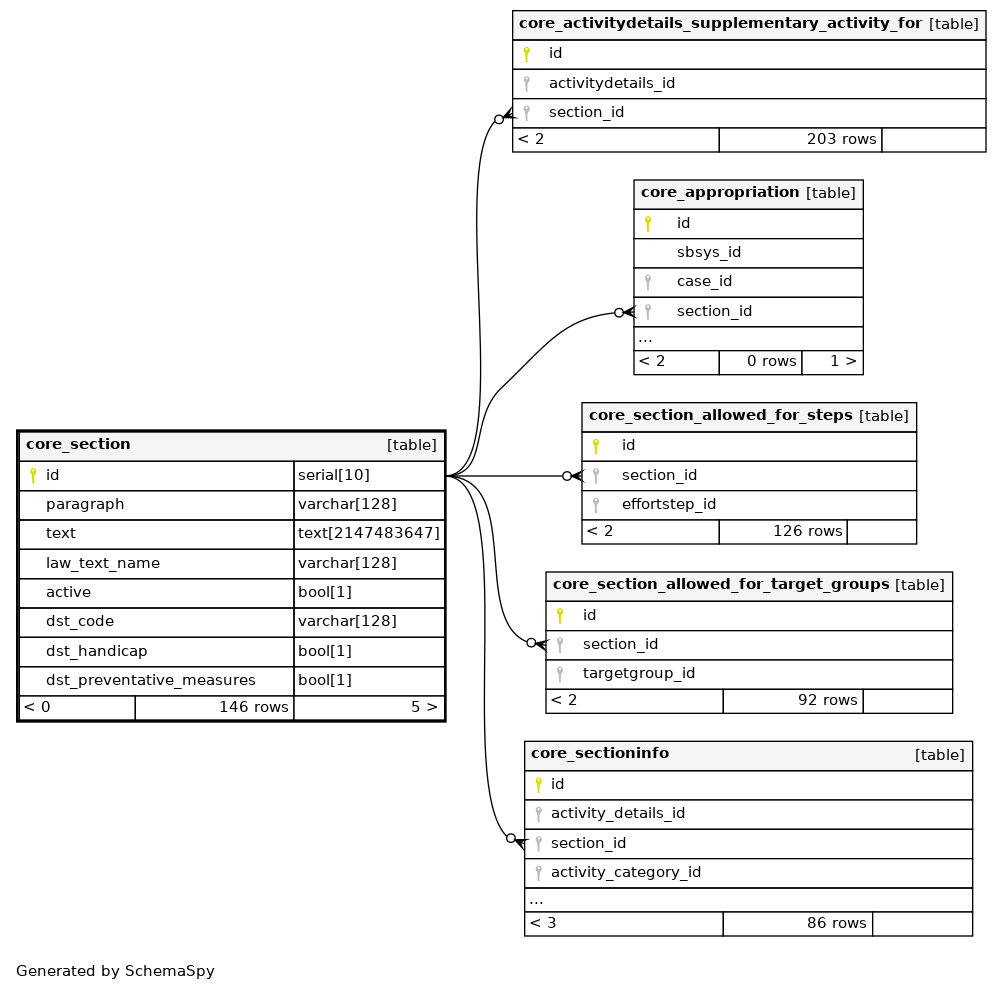 core_activitydetails_supplementary_activity_for [table]
id
activitydetails_id
section_id
< 2 203 rows
core_appropriation [table]
id
sbsys_id
case_id
section_id
...
< 2 0 rows 1 >
core_section_allowed_for_steps [table]
id
section_id
effortstep_id
< 2 126 rows
core_section [table]
id serial[10]
paragraph varchar[128]
text text[2147483647]
law_text_name varchar[128]
active bool[1]
dst_code varchar[128]
dst_handicap bool[1]
dst_preventative_measures bool[1]
< 0 146 rows 5 >
core_section_allowed_for_target_groups [table]
id
section_id
targetgroup_id
< 2 92 rows
core_sectioninfo [table]
id
activity_details_id
section_id
activity_category_id
...
< 3 86 rows
Generated by SchemaSpy